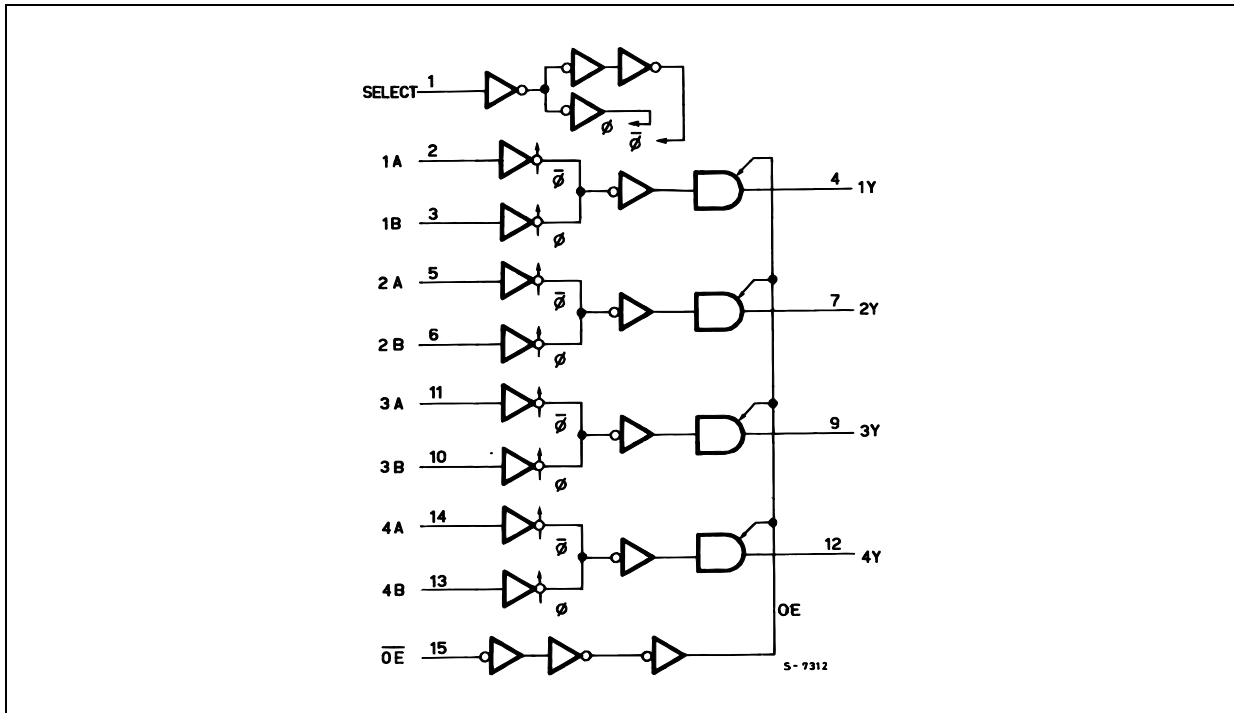 SELECT 1
ø
ø̅
1A 2
ø̅
4 1Y
1B 3
ø
2A 5
ø̅
7 2Y
2B 6
ø
3A 11
ø̅
9 3Y
3B 10
ø
4A 14
ø̅
12 4Y
4B 13
ø
OE
O̅E̅ 15
S-7312